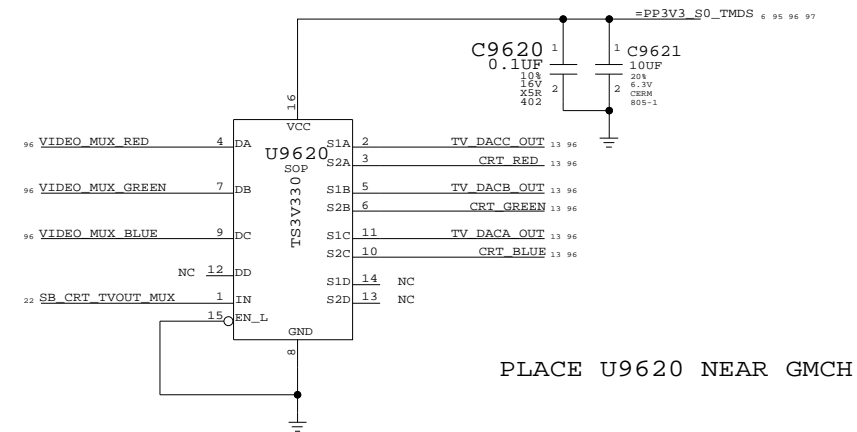 =PP3V3_S0_TMDS 6 95 96 97
C9620 1
0.1UF
10%
16V
X5R
402
2
1 C9621
10UF
20%
6.3V
CERM
805-1
2
16
VCC
96 VIDEO_MUX_RED 4 DA
U9620
SOP
TS3V330
S1A 2 TV_DACC_OUT 13 96
S2A 3 CRT_RED 13 96
96 VIDEO_MUX_GREEN 7 DB
S1B 5 TV_DACB_OUT 13 96
S2B 6 CRT_GREEN 13 96
96 VIDEO_MUX_BLUE 9 DC
S1C 11 TV_DACA_OUT 13 96
S2C 10 CRT_BLUE 13 96
NC 12 DD
S1D 14 NC
22 SB_CRT_TVOUT_MUX 1 IN
S2D 13 NC
15 EN_L
GND
8
PLACE U9620 NEAR GMCH